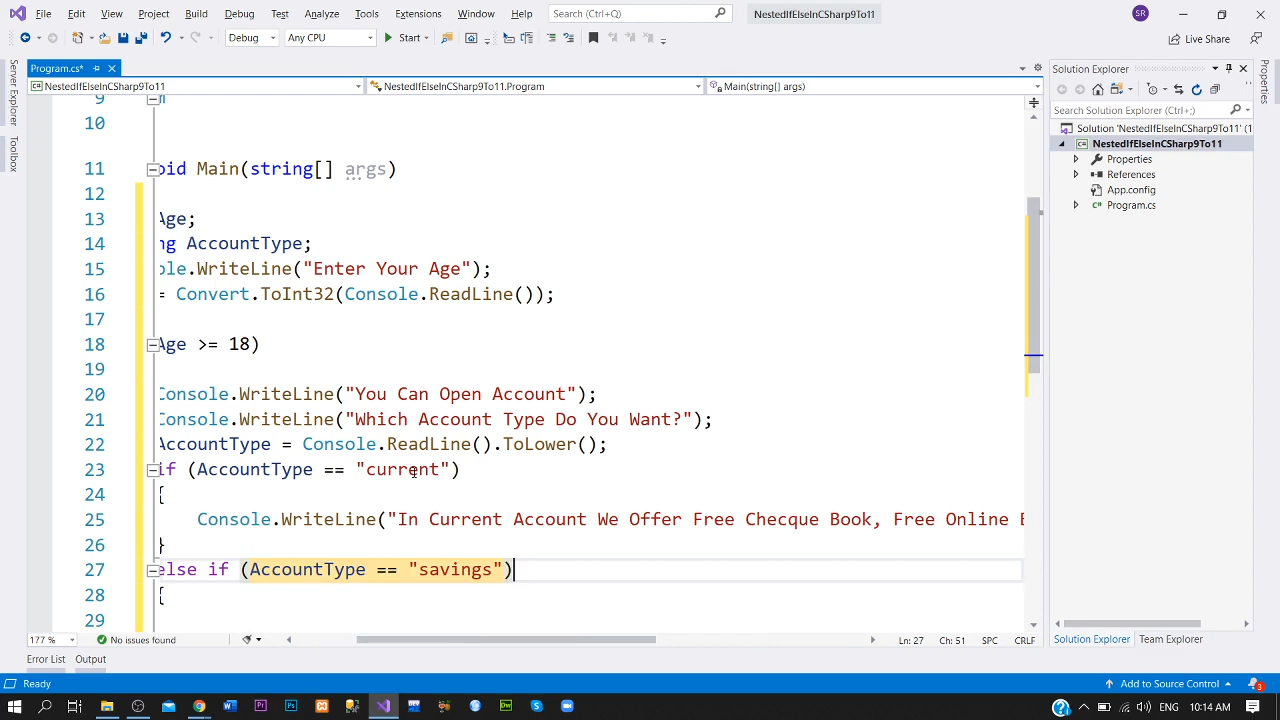 File Edit View Git Project Build Debug Test Analyze Tools Extensions Window Help Search (Ctrl+Q) NestedIfElseInCSharp9To11 SR
Debug Any CPU Start Live Share
Program.cs*
NestedIfElseInCSharp9To11 NestedIfElseInCSharp9To11.Program Main(string[] args)
Server Explorer
Toolbox
9
10
11 oid Main(string[] args)
12
13 Age;
14 ng AccountType;
15 ole.WriteLine("Enter Your Age");
16 = Convert.ToInt32(Console.ReadLine());
17
18 Age >= 18)
19
20 Console.WriteLine("You Can Open Account");
21 Console.WriteLine("Which Account Type Do You Want?");
22 AccountType = Console.ReadLine().ToLower();
23 if (AccountType == "current")
24 {
25 Console.WriteLine("In Current Account We Offer Free Checque Book, Free Online B
26 }
27 else if (AccountType == "savings")
28 {
29
177 % No issues found Ln: 27 Ch: 51 SPC CRLF
Error List Output
Solution Explorer
Search Solution Explorer (Ctrl+;)
Solution 'NestedIfElseInCSharp9To11' (1
NestedIfElseInCSharp9To11
Properties
References
App.config
Program.cs
Solution Explorer Team Explorer
Properties
Ready Add to Source Control 3
ENG 10:14 AM